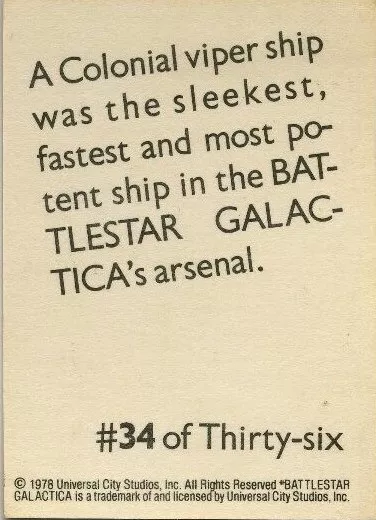 A Colonial viper ship
was the sleekest,
fastest and most po-
tent ship in the BAT-
TLESTAR GALAC-
TICA's arsenal.
#34 of Thirty-six
© 1978 Universal City Studios, Inc. All Rights Reserved *BATTLESTAR
GALACTICA is a trademark of and licensed by Universal City Studios, Inc.